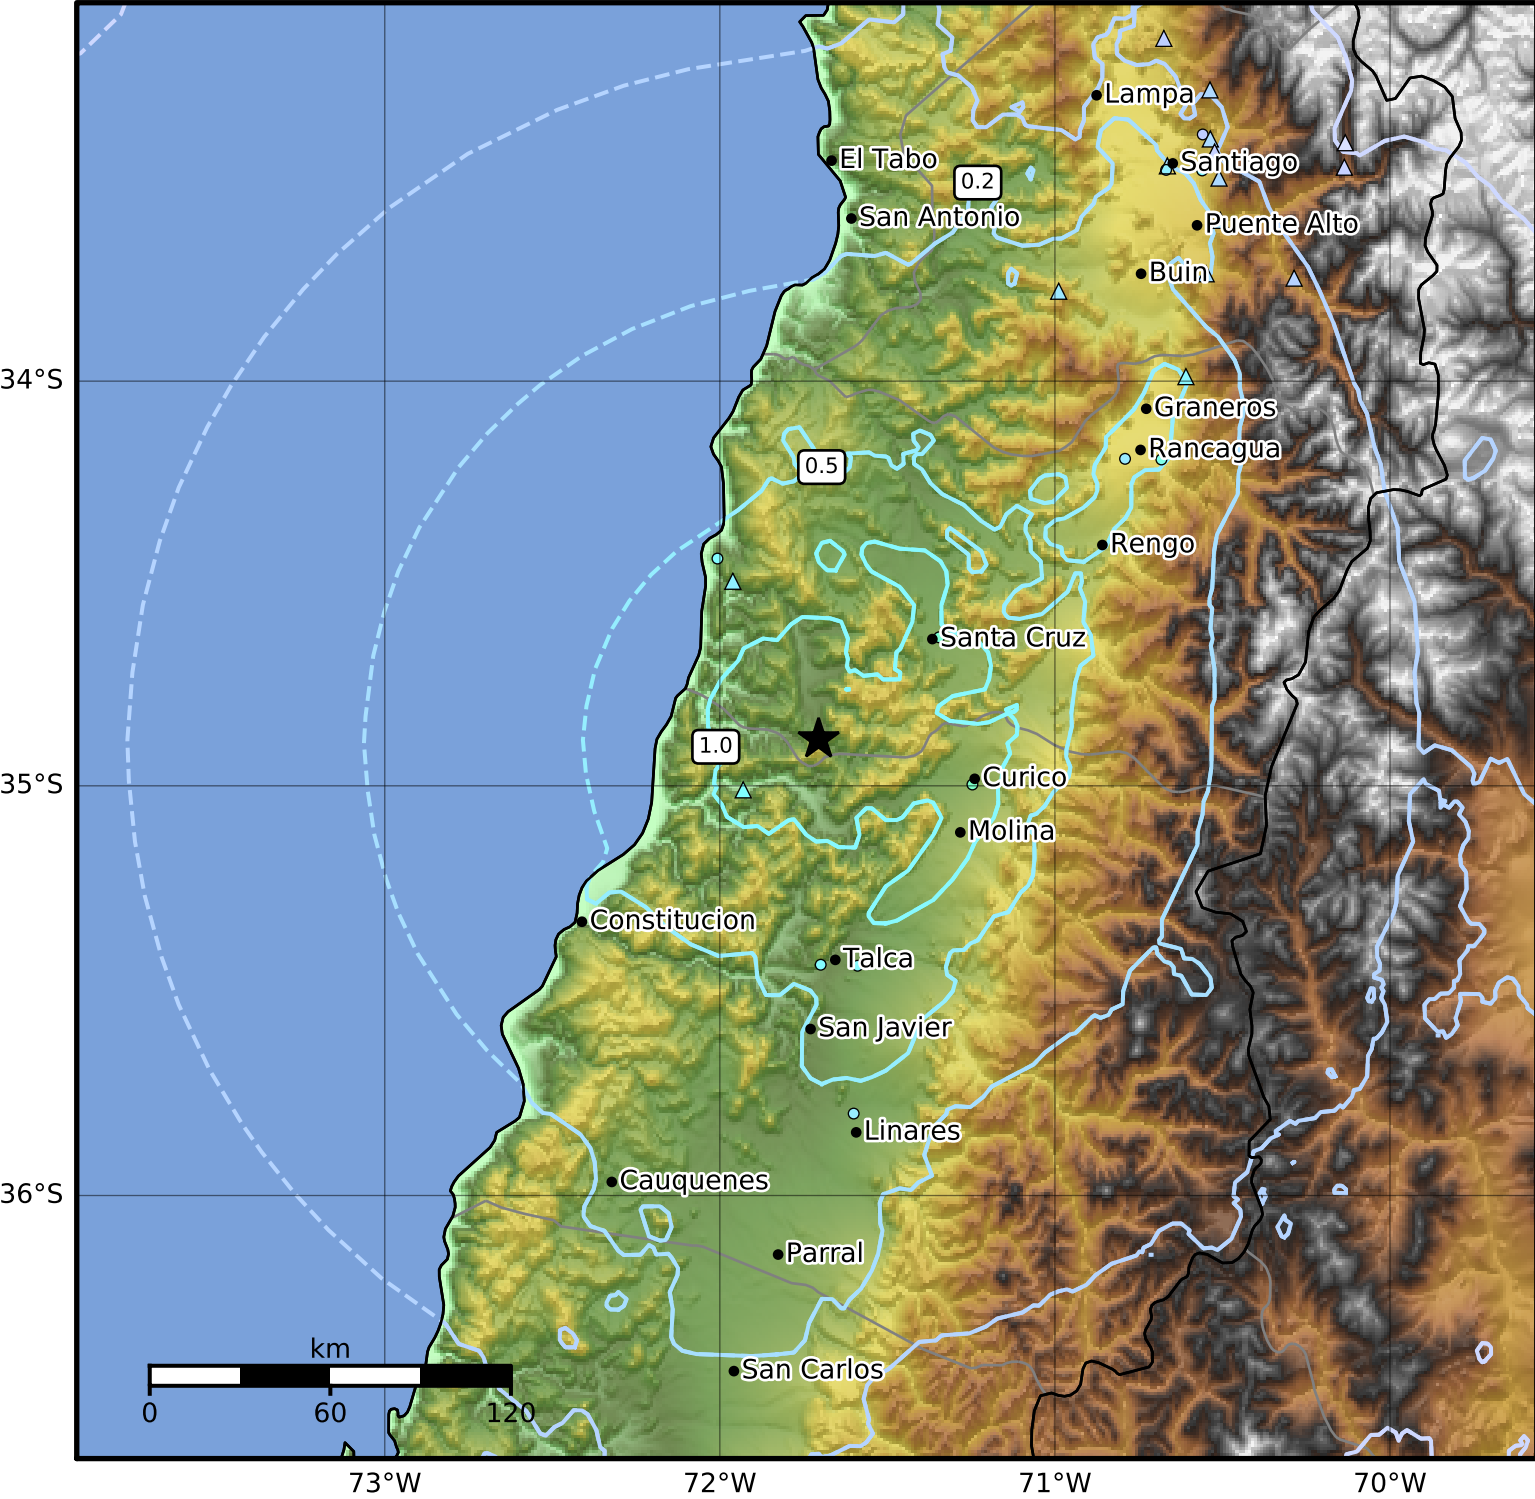 Lampa
El Tabo
Santiago
0.2
San Antonio
Puente Alto
Buin
34°S
Graneros
Rancagua
0.5
Rengo
Santa Cruz
1.0
Curico
35°S
Molina
Constitucion
Talca
San Javier
Linares
Cauquenes
36°S
Parral
km
San Carlos
0 60 120
73°W 72°W 71°W 70°W